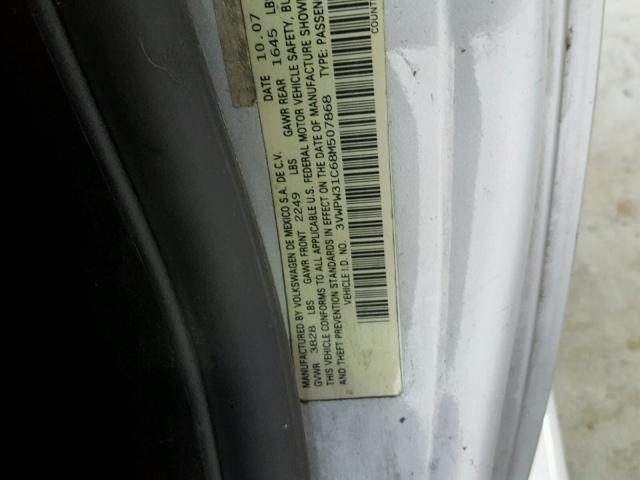 MANUFACTURED BY VOLKSWAGEN DE MEXICO S.A. DE C.V. DATE 10.07
GVWR 3828 LBS GAWR FRONT 2249 LBS GAWR REAR 1645 LB
THIS VEHICLE CONFORMS TO ALL APPLICABLE U.S. FEDERAL MOTOR VEHICLE SAFETY, BU
AND THEFT PREVENTION STANDARDS IN EFFECT ON THE DATE OF MANUFACTURE SHOWN
VEHICLE I.D. NO. 3VWPW31C68M507868 TYPE: PASSEN
COUNT